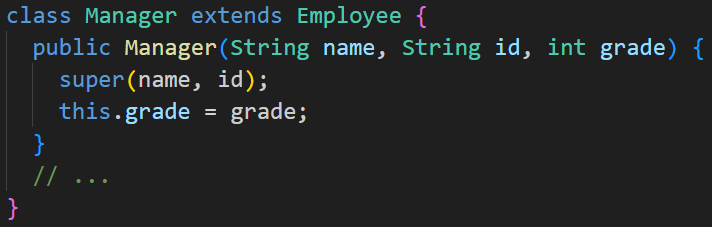 class Manager extends Employee {
  public Manager(String name, String id, int grade) {
    super(name, id);
    this.grade = grade;
  }
  // ...
}